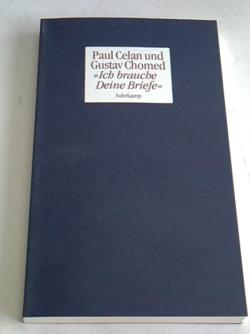 Paul Celan und
Gustav Chomed
»Ich brauche
Deine Briefe«
Suhrkamp